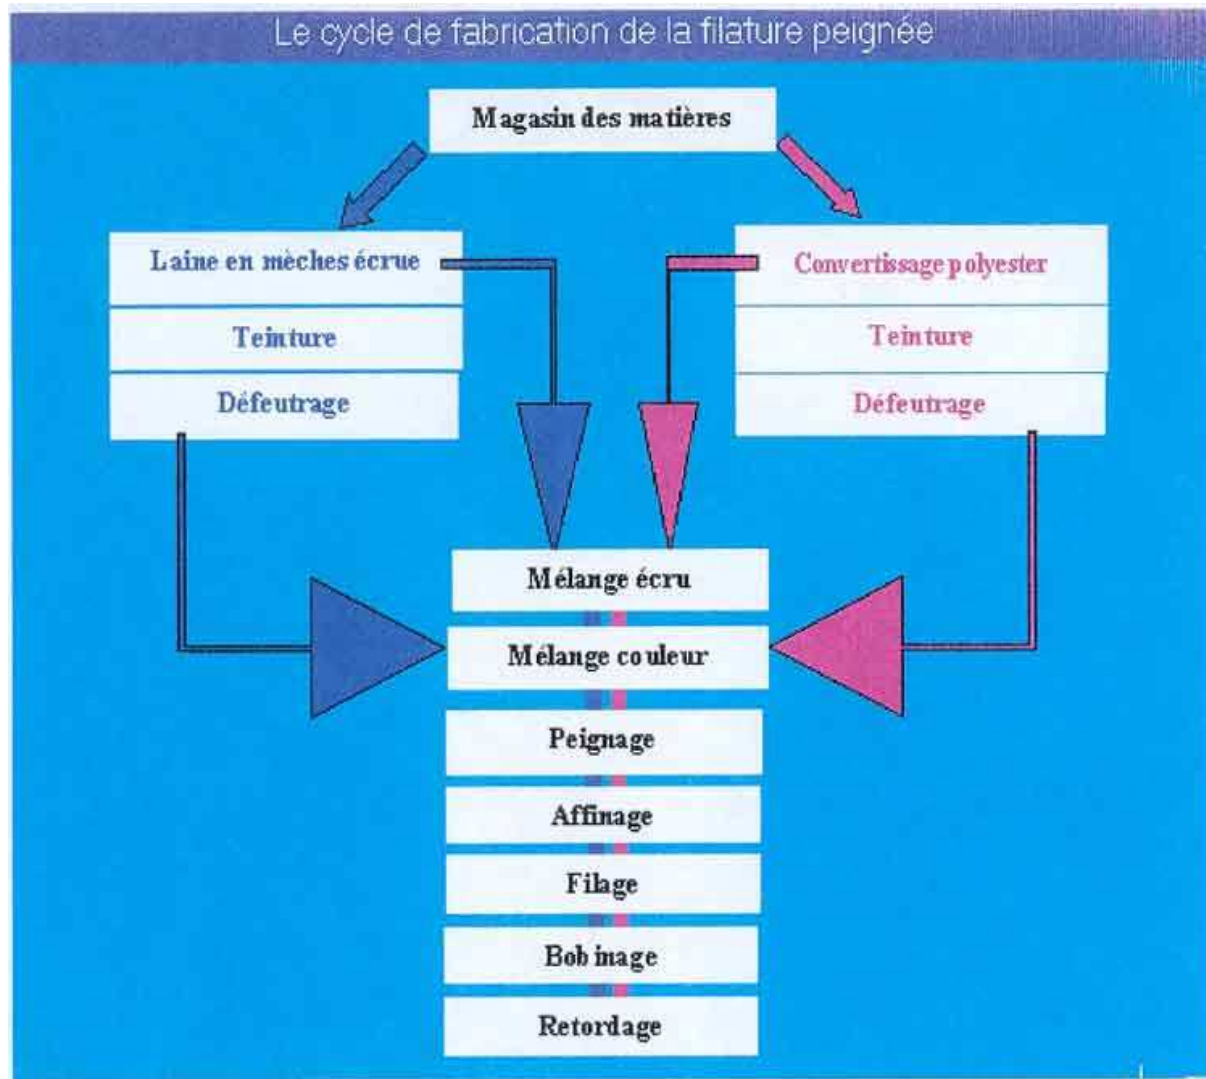 Le cycle de fabrication de la filature peignée
Magasin des matières
Laine en mèches écrue
Convertissage polyester
Teinture
Teinture
Défeutrage
Défeutrage
Mélange écru
Mélange couleur
Peignage
Affinage
Filage
Bobinage
Retordage